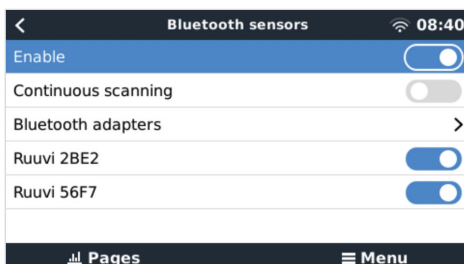 Bluetooth sensors 08:40
Enable
Continuous scanning
Bluetooth adapters
Ruuvi 2BE2
Ruuvi 56F7
Pages Menu